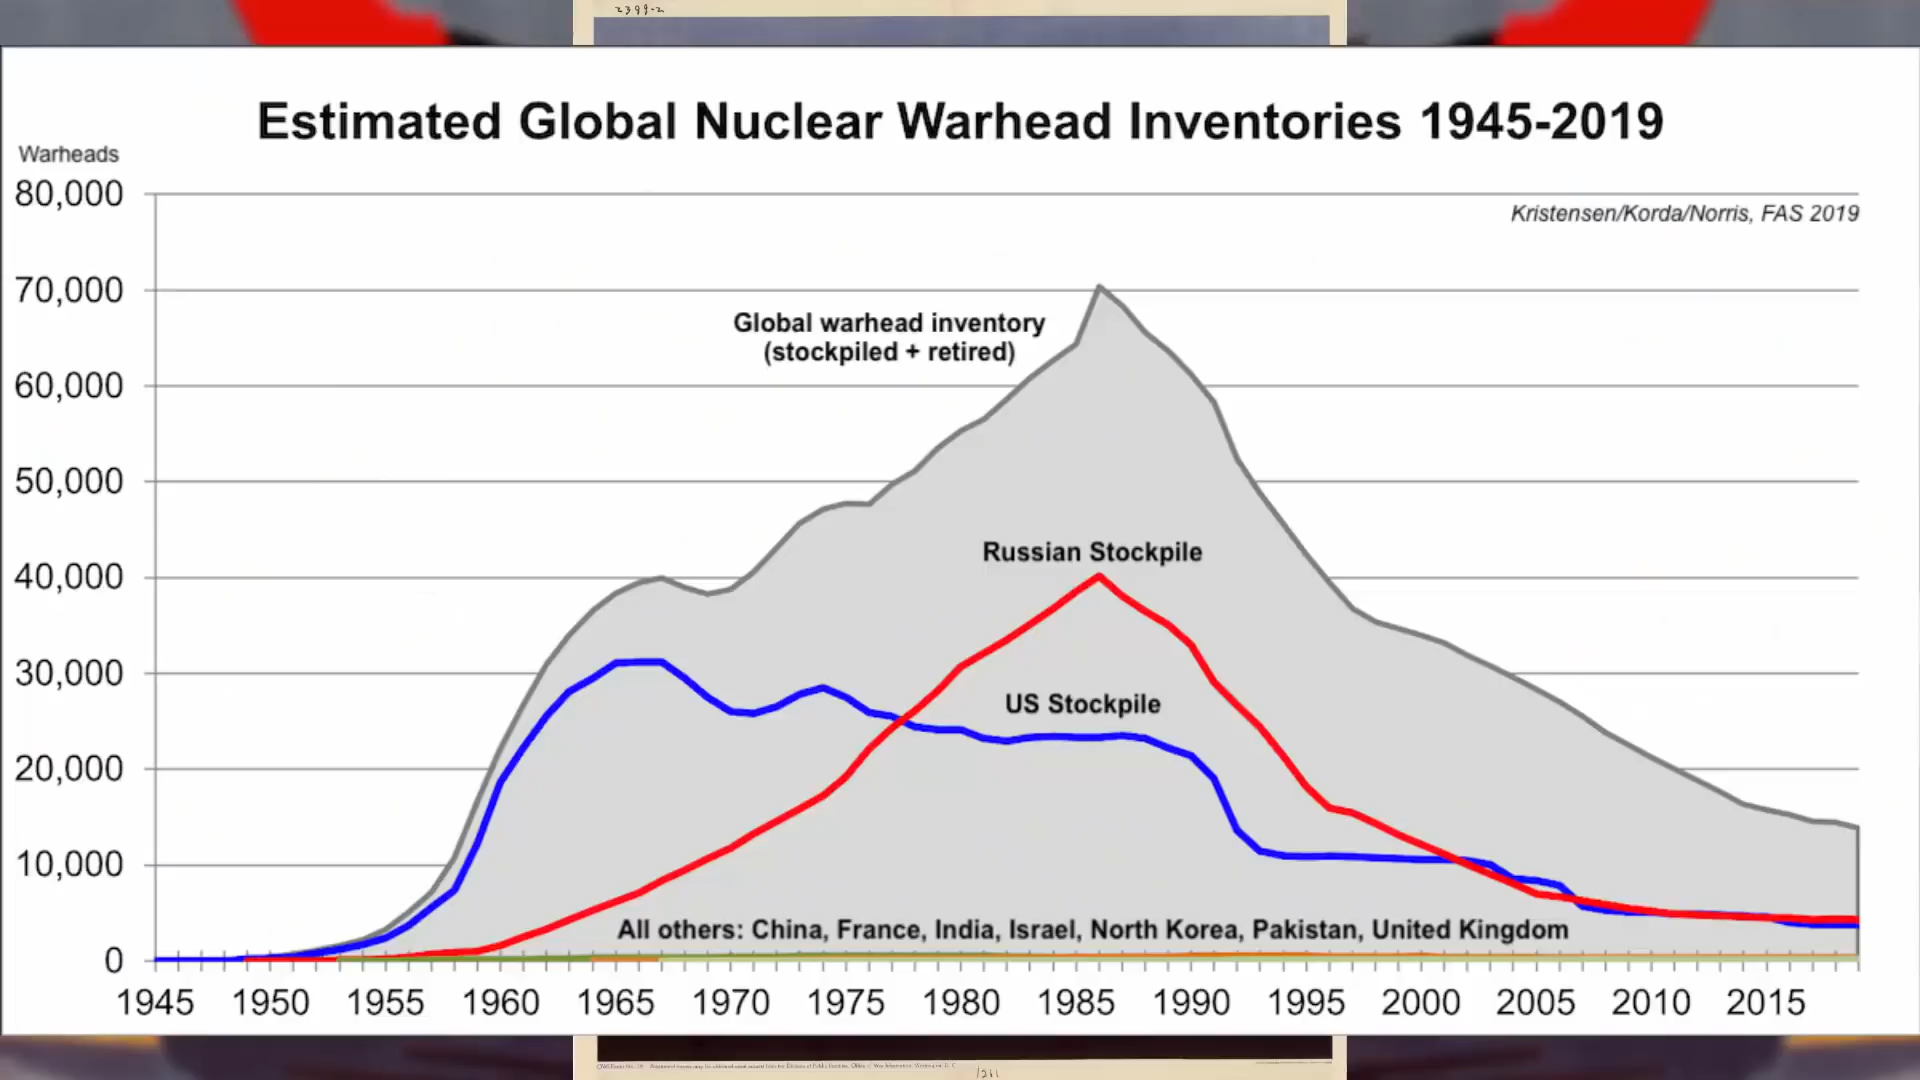 2399-2
Estimated Global Nuclear Warhead Inventories 1945-2019
Warheads
80,000
Kristensen/Korda/Norris, FAS 2019
70,000
Global warhead inventory
(stockpiled + retired)
60,000
50,000
Russian Stockpile
40,000
30,000
US Stockpile
20,000
10,000
All others: China, France, India, Israel, North Korea, Pakistan, United Kingdom
0
1945 1950 1955 1960 1965 1970 1975 1980 1985 1990 1995 2000 2005 2010 2015